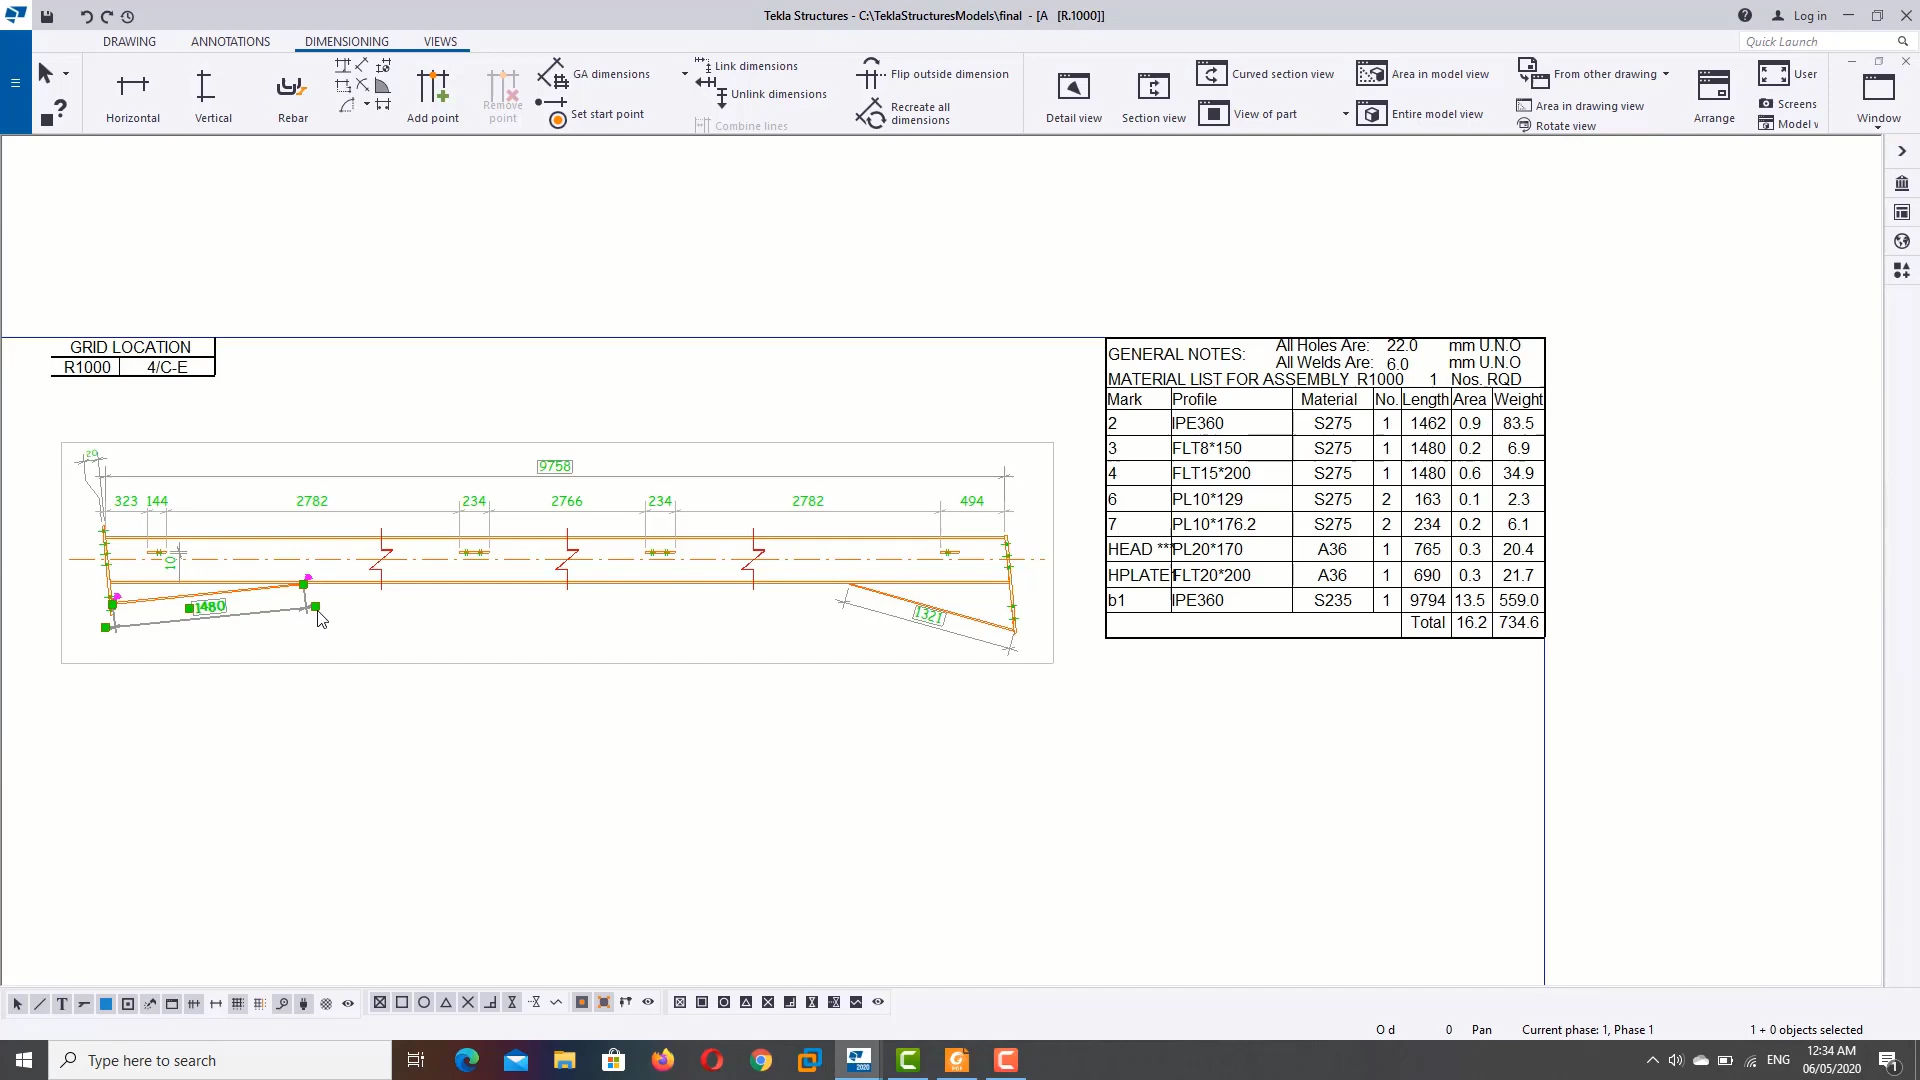 Tekla Structures - C:\TeklaStructuresModels\final - [A [R.1000]]
Log in
DRAWING ANNOTATIONS DIMENSIONING VIEWS
Quick Launch
Horizontal
Vertical
Rebar
Add point
Remove point
GA dimensions
Set start point
Link dimensions
Unlink dimensions
Combine lines
Flip outside dimension
Recreate all dimensions
Detail view
Section view
Curved section view
View of part
Area in model view
Entire model view
From other drawing
Area in drawing view
Rotate view
Arrange
User
Screens
Model v
Window
GRID LOCATION
R1000 4/C-E
GENERAL NOTES: All Holes Are: 22.0 mm U.N.O
All Welds Are: 6.0 mm U.N.O
MATERIAL LIST FOR ASSEMBLY R1000 1 Nos. RQD
Mark Profile Material No. Length Area Weight
2 IPE360 S275 1 1462 0.9 83.5
3 FLT8*150 S275 1 1480 0.2 6.9
4 FLT15*200 S275 1 1480 0.6 34.9
6 PL10*129 S275 2 163 0.1 2.3
7 PL10*176.2 S275 2 234 0.2 6.1
HEAD ** PL20*170 A36 1 765 0.3 20.4
HPLATE1 FLT20*200 A36 1 690 0.3 21.7
b1 IPE360 S235 1 9794 13.5 559.0
Total 16.2 734.6
20
9758
323 144 2782 234 2766 234 2782 494
10
1480
1321
O d 0 Pan Current phase: 1, Phase 1 1 + 0 objects selected
Type here to search
2020
ENG
12:34 AM
06/05/2020
1